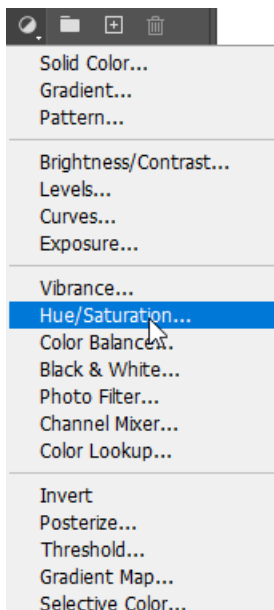 Solid Color...
Gradient...
Pattern...
Brightness/Contrast...
Levels...
Curves...
Exposure...
Vibrance...
Hue/Saturation...
Color Balance...
Black & White...
Photo Filter...
Channel Mixer...
Color Lookup...
Invert
Posterize...
Threshold...
Gradient Map...
Selective Color...